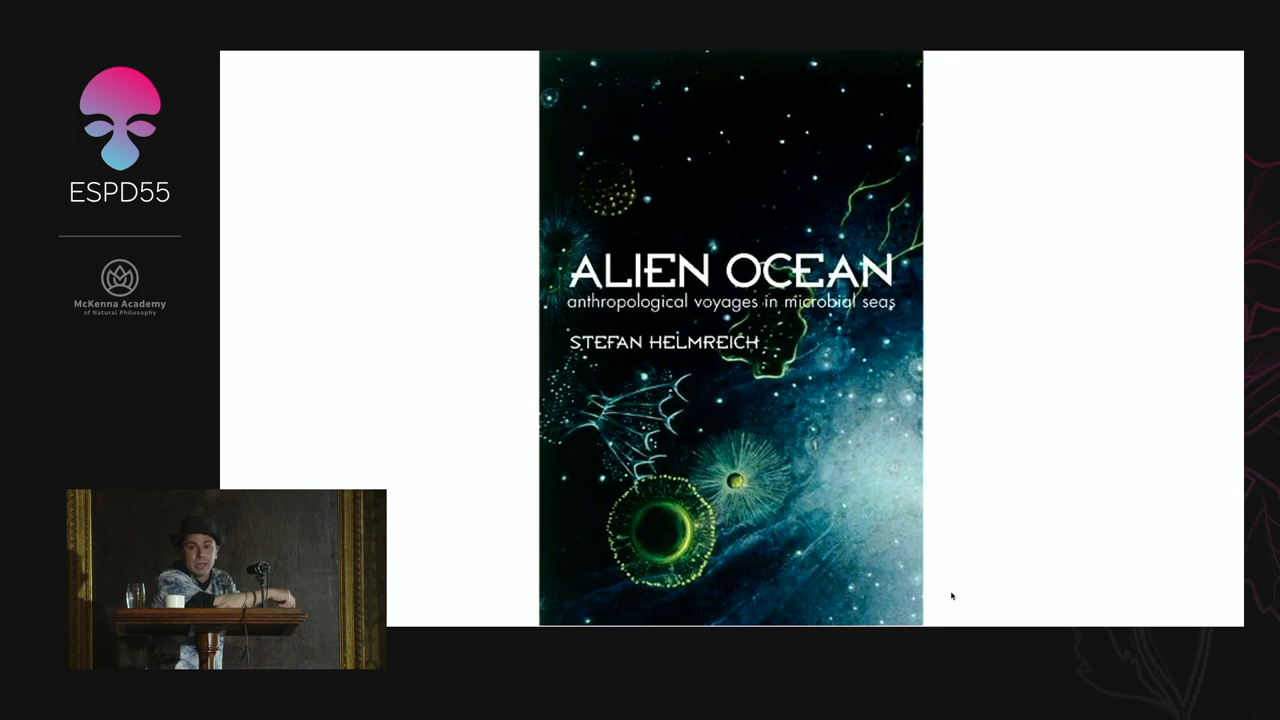 ESPD55
McKenna Academy
of Natural Philosophy
ALIEN OCEAN
anthropological voyages in microbial seas
STEFAN HELMREICH